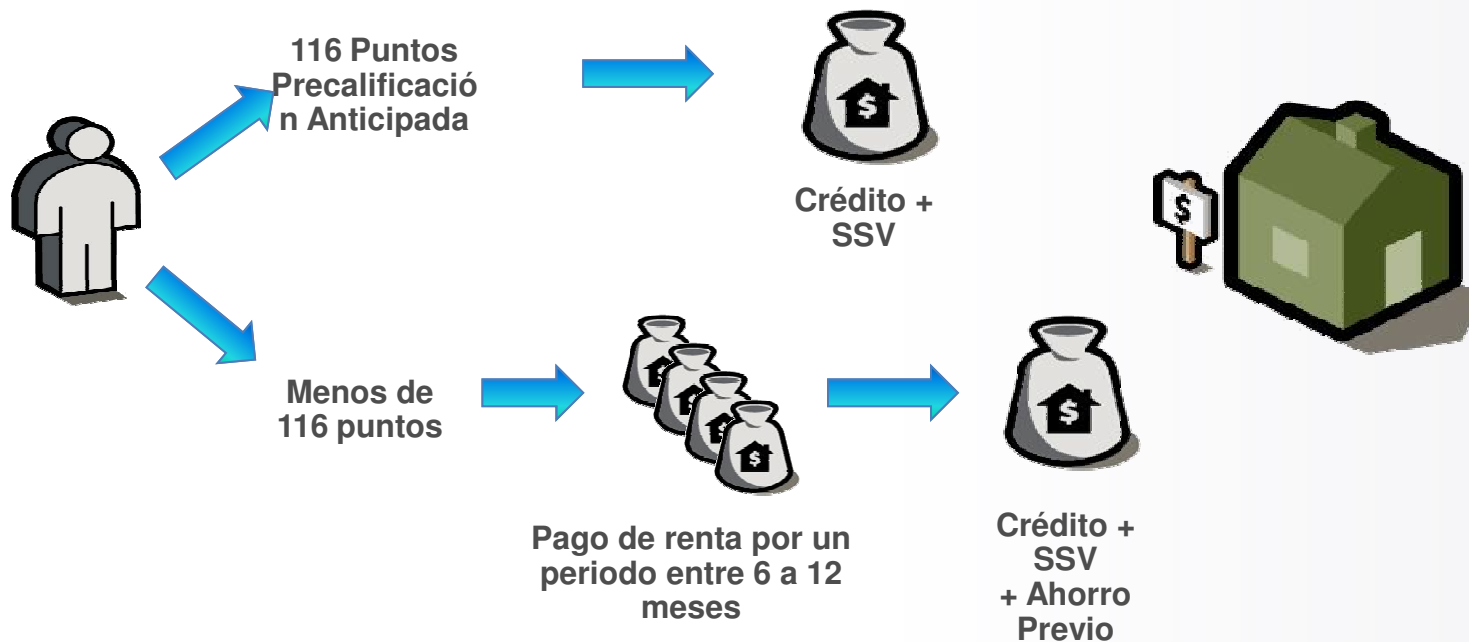 116 Puntos
Precalificació
n Anticipada
$
Crédito +
SSV
$
Menos de
116 puntos
$
$
Pago de renta por un
periodo entre 6 a 12
meses
Crédito +
SSV
+ Ahorro
Previo